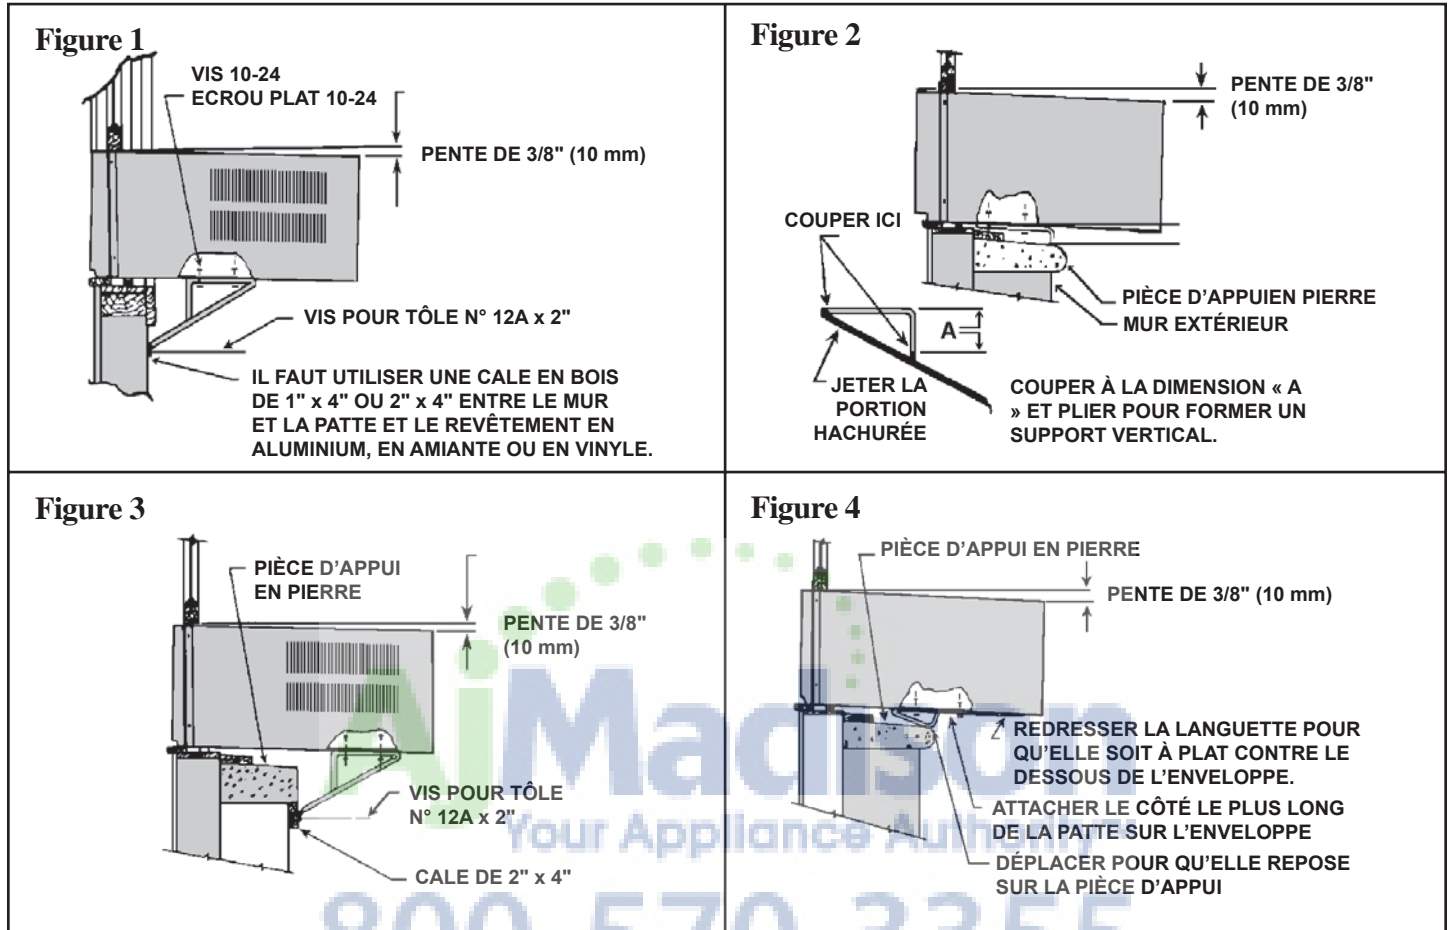 Figure 1
VIS 10-24
ECROU PLAT 10-24
PENTE DE 3/8" (10 mm)
VIS POUR TÔLE N° 12A x 2"
IL FAUT UTILISER UNE CALE EN BOIS
DE 1" x 4" OU 2" x 4" ENTRE LE MUR
ET LA PATTE ET LE REVÊTEMENT EN
ALUMINIUM, EN AMIANTE OU EN VINYLE.
Figure 2
PENTE DE 3/8"
(10 mm)
COUPER ICI
PIÈCE D'APPUIEN PIERRE
MUR EXTÉRIEUR
A
JETER LA
PORTION
HACHURÉE
COUPER À LA DIMENSION « A
» ET PLIER POUR FORMER UN
SUPPORT VERTICAL.
Figure 3
PIÈCE D'APPUI
EN PIERRE
PENTE DE 3/8"
(10 mm)
VIS POUR TÔLE
N° 12A x 2"
CALE DE 2" x 4"
Figure 4
PIÈCE D'APPUI EN PIERRE
PENTE DE 3/8" (10 mm)
REDRESSER LA LANGUETTE POUR
QU'ELLE SOIT À PLAT CONTRE LE
DESSOUS DE L'ENVELOPPE.
ATTACHER LE CÔTÉ LE PLUS LONG
DE LA PATTE SUR L'ENVELOPPE
DÉPLACER POUR QU'ELLE REPOSE
SUR LA PIÈCE D'APPUI
AjMadison
Your Appliance Authority
800-570-3355